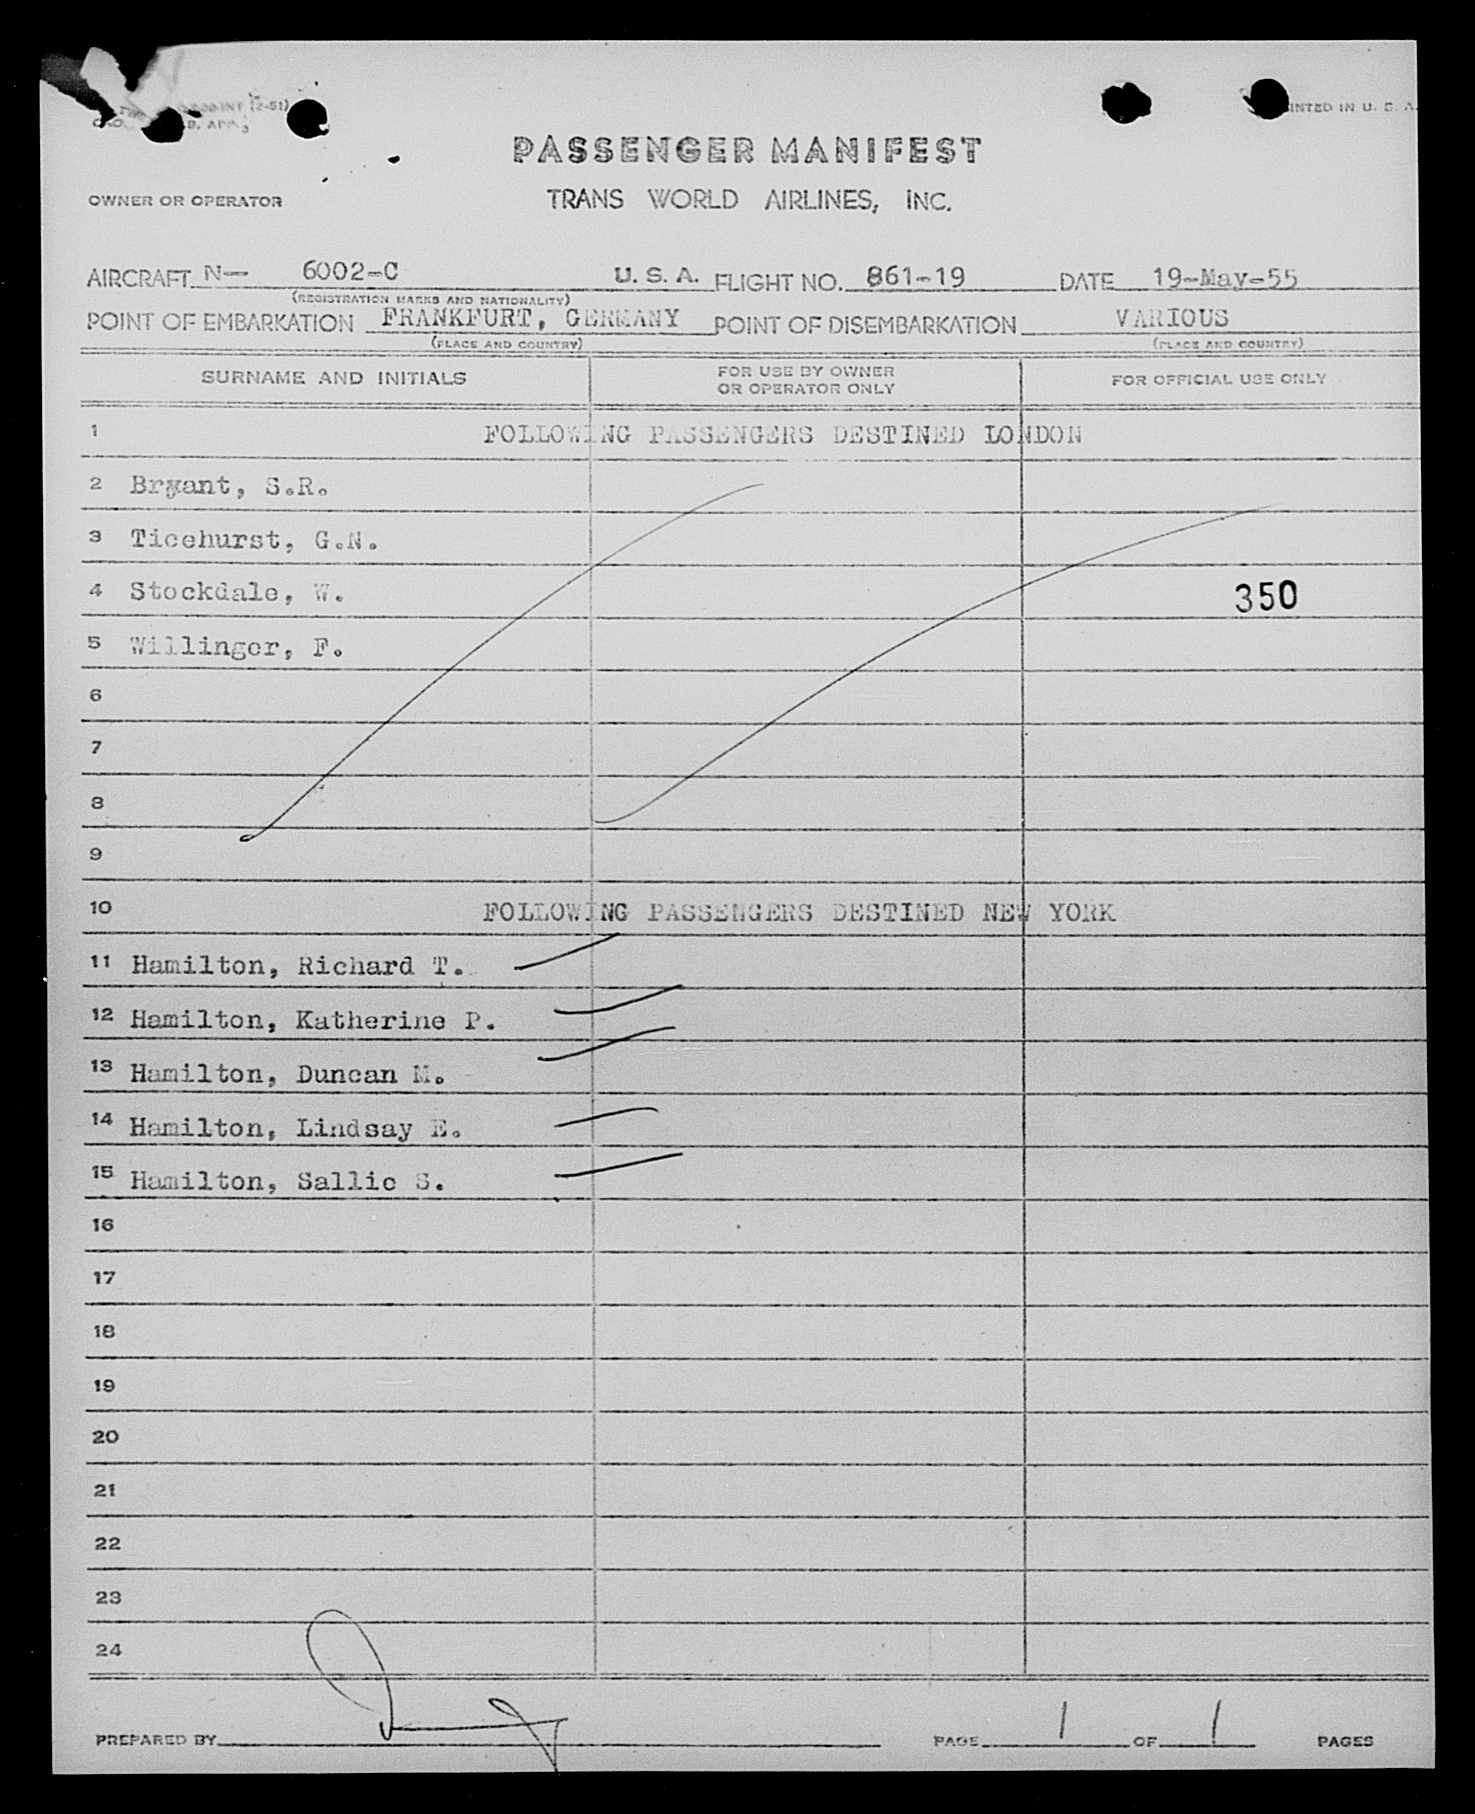 (2-51)
PRINTED IN U. S. A.
PASSENGER MANIFEST
OWNER OR OPERATOR
TRANS WORLD AIRLINES, INC.
AIRCRAFT N— 6002-C U. S. A. FLIGHT NO. 861-19 DATE 19-May-55
(REGISTRATION MARKS AND NATIONALITY)
POINT OF EMBARKATION FRANKFURT, GERMANY POINT OF DISEMBARKATION VARIOUS
(PLACE AND COUNTRY) (PLACE AND COUNTRY)
SURNAME AND INITIALS FOR USE BY OWNER OR OPERATOR ONLY FOR OFFICIAL USE ONLY
1 FOLLOWING PASSENGERS DESTINED LONDON
2 Bryant, S.R.
3 Ticehurst, G.N.
4 Stockdale, W. 350
5 Willinger, F.
6
7
8
9
10 FOLLOWING PASSENGERS DESTINED NEW YORK
11 Hamilton, Richard T.
12 Hamilton, Katherine P.
13 Hamilton, Duncan M.
14 Hamilton, Lindsay E.
15 Hamilton, Sallie S.
16
17
18
19
20
21
22
23
24
PREPARED BY PAGE 1 OF 1 PAGES